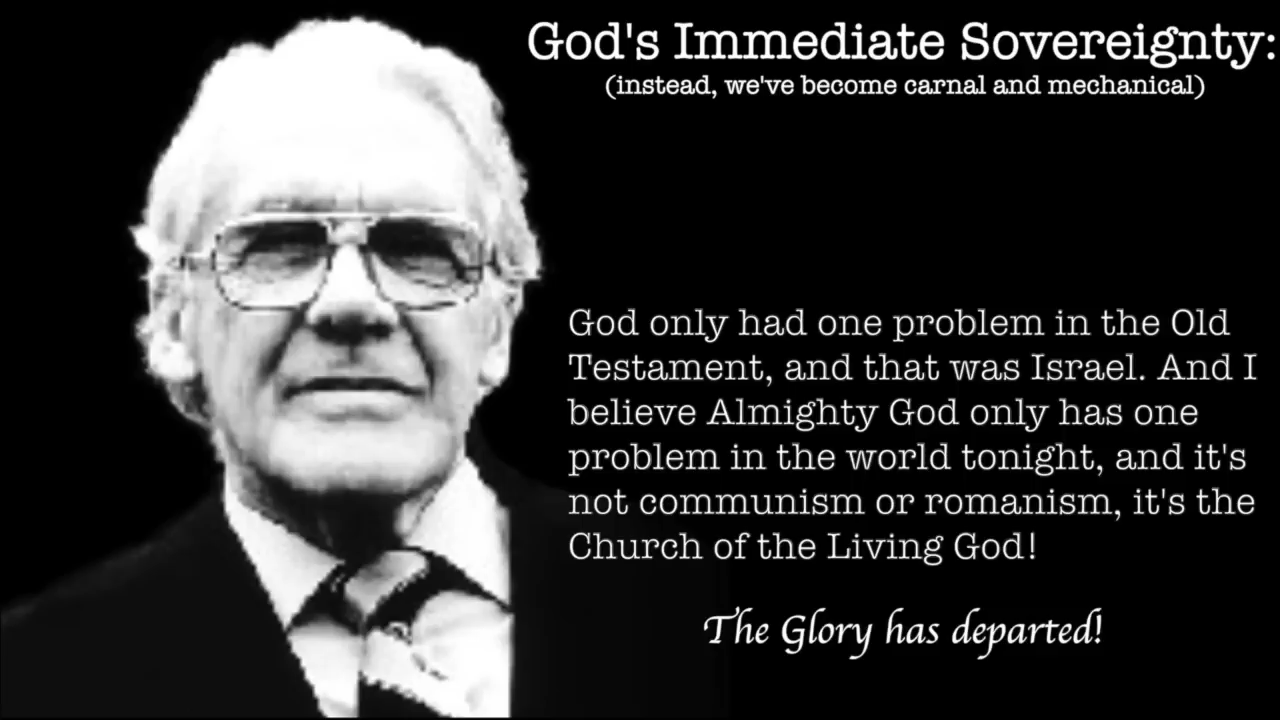 God's Immediate Sovereignty:
(instead, we've become carnal and mechanical)
God only had one problem in the Old
Testament, and that was Israel. And I
believe Almighty God only has one
problem in the world tonight, and it's
not communism or romanism, it's the
Church of the Living God!
The Glory has departed!